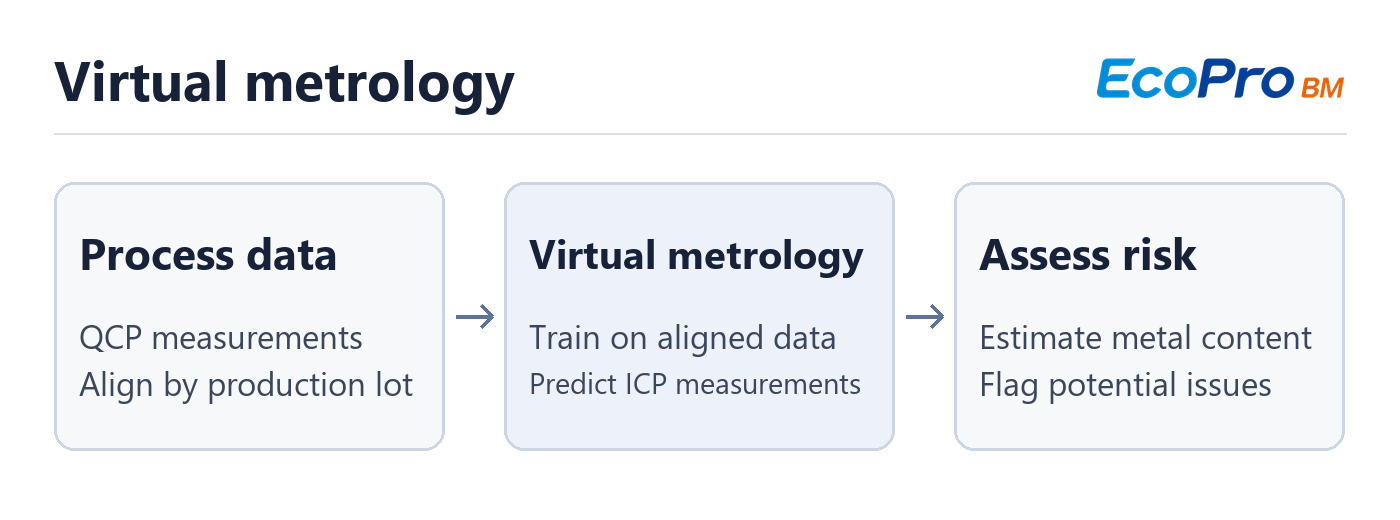 Virtual metrology
EcoPro BM
Process data
QCP measurements
Align by production lot
Virtual metrology
Train on aligned data
Predict ICP measurements
Assess risk
Estimate metal content
Flag potential issues